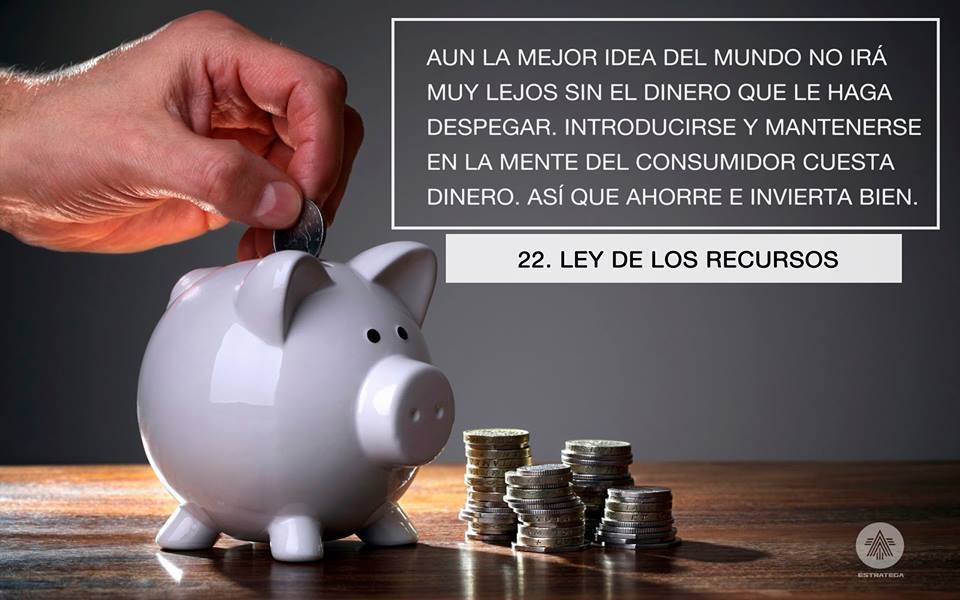 AUN LA MEJOR IDEA DEL MUNDO NO IRÁ
MUY LEJOS SIN EL DINERO QUE LE HAGA
DESPEGAR. INTRODUCIRSE Y MANTENERSE
EN LA MENTE DEL CONSUMIDOR CUESTA
DINERO. ASÍ QUE AHORRE E INVIERTA BIEN.
22. LEY DE LOS RECURSOS
ESTRATEGA